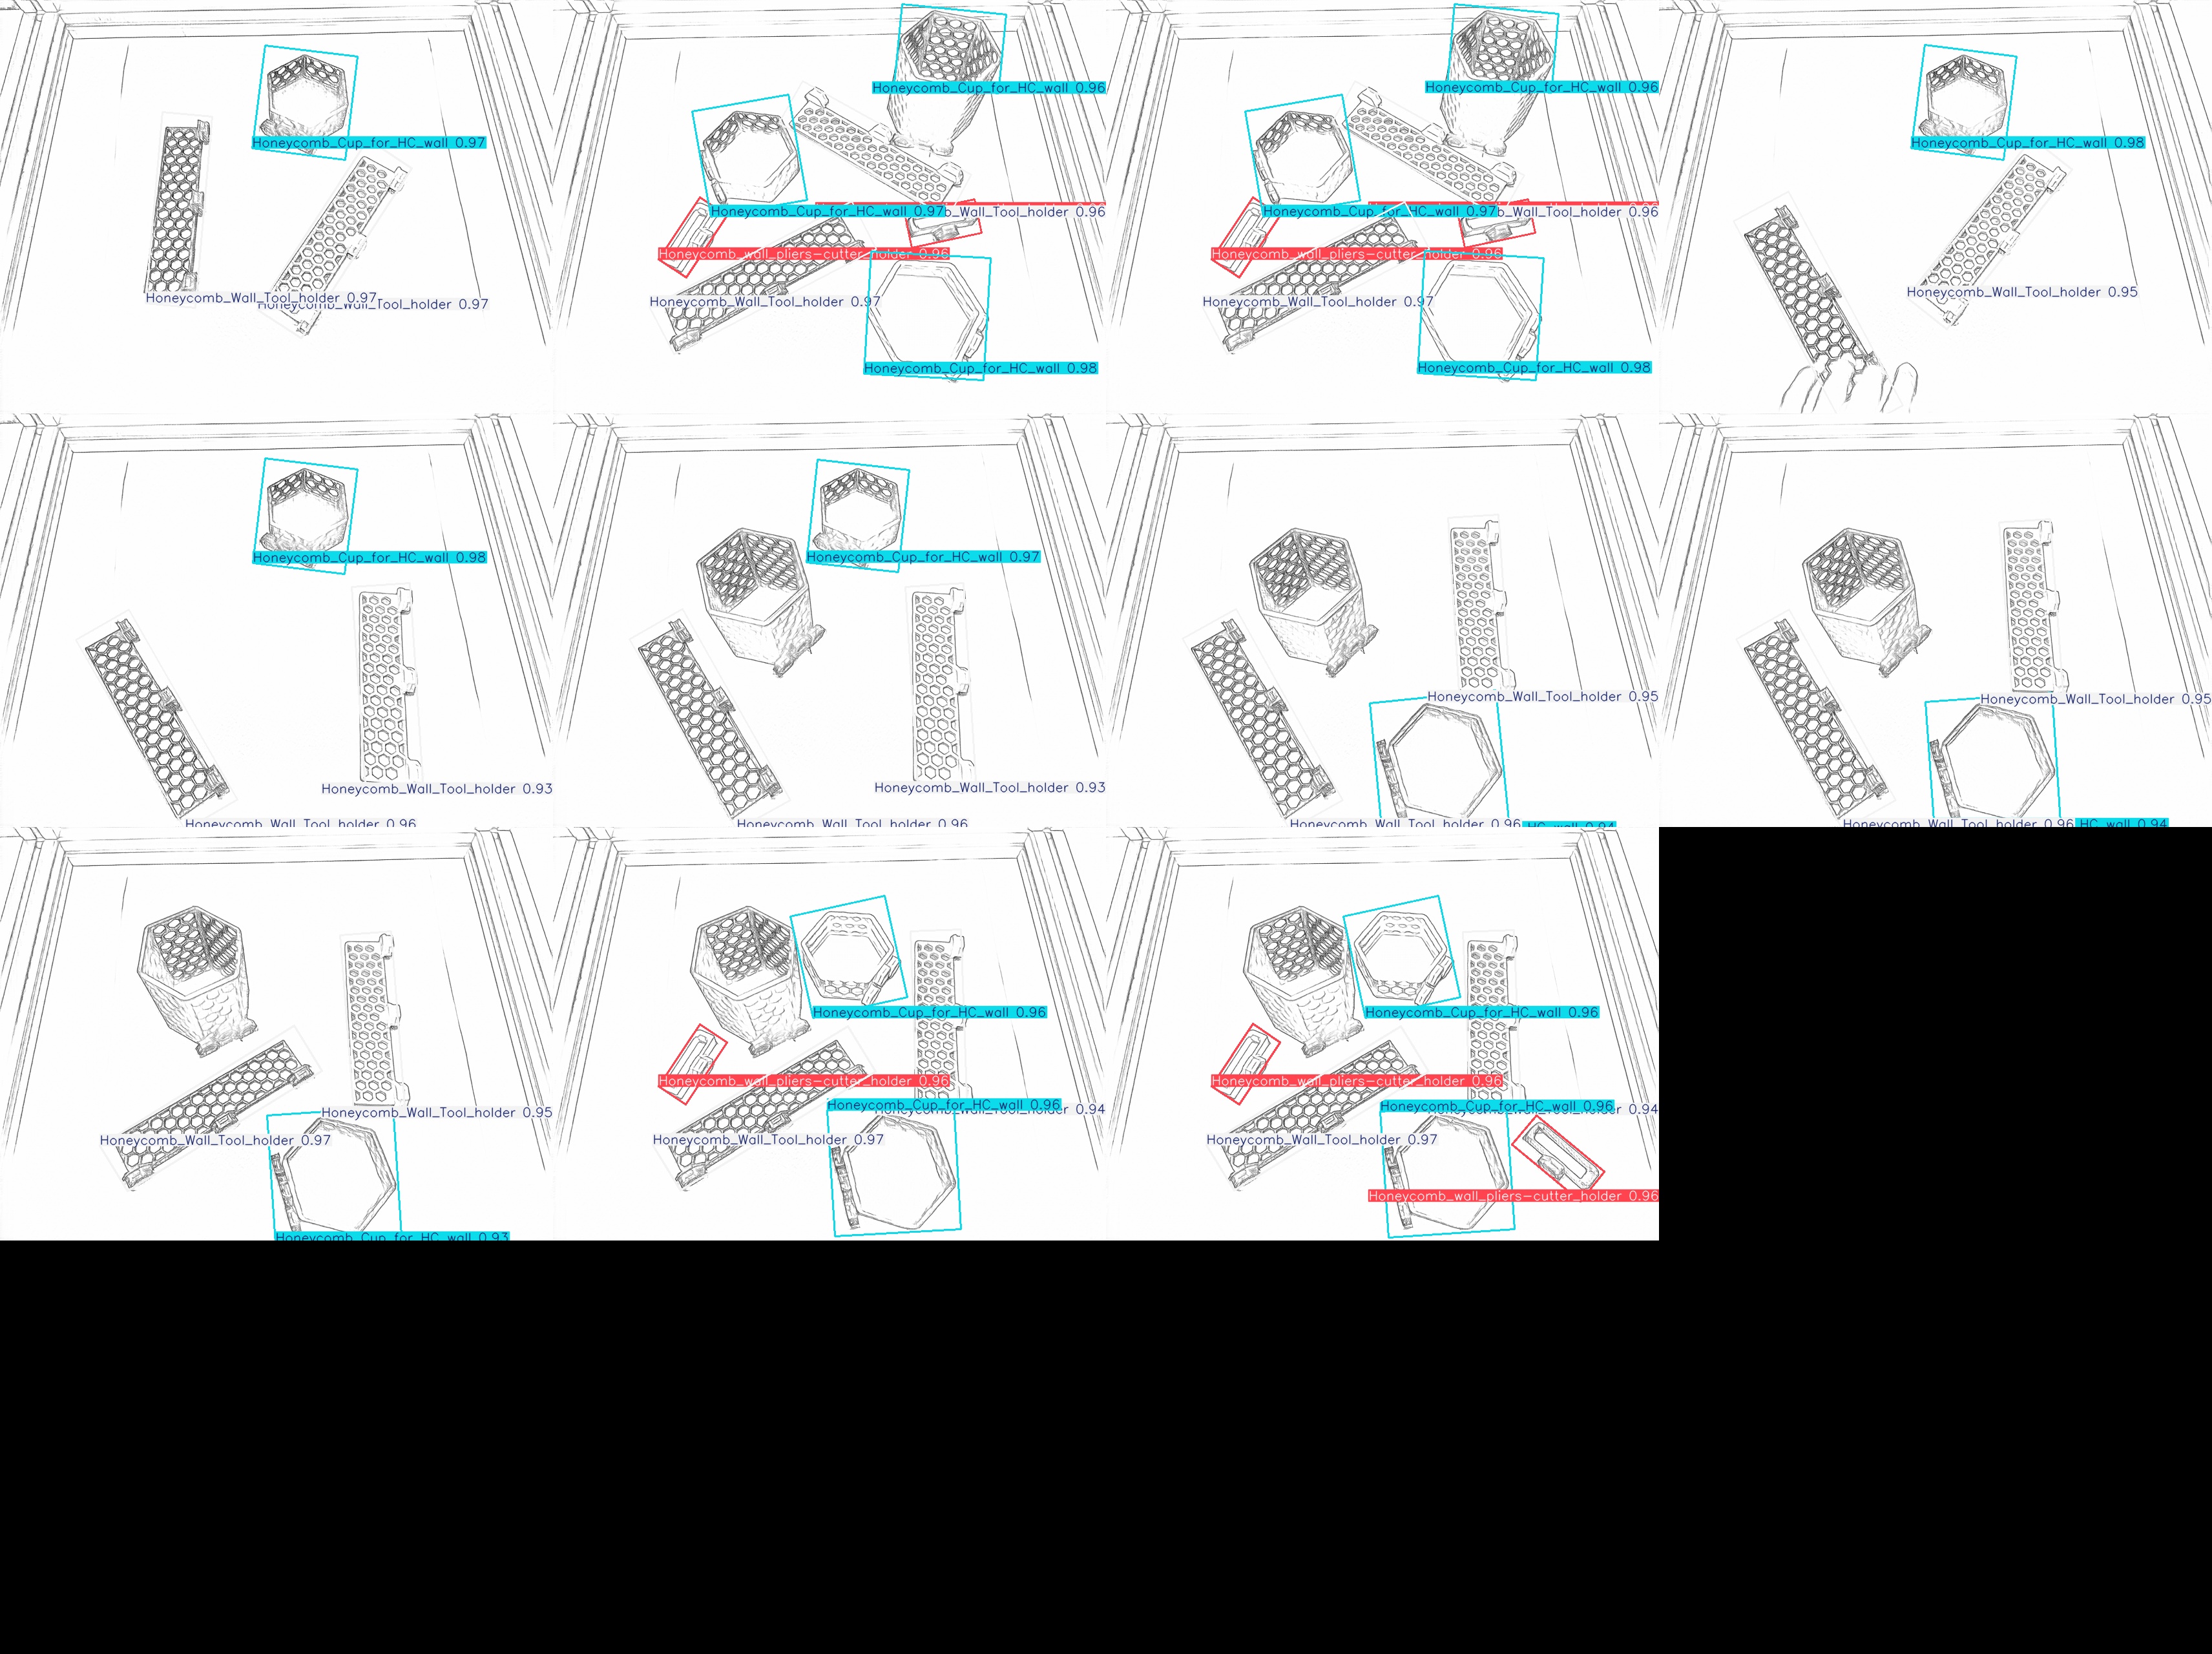 Honeycomb_Cup_for_HC_wall 0.97
Honeycomb_Wall_Tool_holder 0.97
Honeycomb_Wall_Tool_holder 0.97
Honeycomb_Cup_for_HC_wall 0.96
Honeycomb_Cup_for_HC_wall 0.97
b_Wall_Tool_holder 0.96
Honeycomb_wall_pliers-cutter_holder 0.96
Honeycomb_Wall_Tool_holder 0.97
Honeycomb_Cup_for_HC_wall 0.98
Honeycomb_Cup_for_HC_wall 0.96
Honeycomb_Cup_for_HC_wall 0.97
b_Wall_Tool_holder 0.96
Honeycomb_wall_pliers-cutter_holder 0.96
Honeycomb_Wall_Tool_holder 0.97
Honeycomb_Cup_for_HC_wall 0.98
Honeycomb_Cup_for_HC_wall 0.98
Honeycomb_Wall_Tool_holder 0.95
Honeycomb_Cup_for_HC_wall 0.98
Honeycomb_Wall_Tool_holder 0.93
Honeycomb_Wall_Tool_holder 0.96
Honeycomb_Cup_for_HC_wall 0.97
Honeycomb_Wall_Tool_holder 0.93
Honeycomb_Wall_Tool_holder 0.96
Honeycomb_Wall_Tool_holder 0.95
Honeycomb_Wall_Tool_holder 0.96
HC_wall 0.94
Honeycomb_Wall_Tool_holder 0.95
Honeycomb_Wall_Tool_holder 0.96
HC_wall 0.94
Honeycomb_Wall_Tool_holder 0.95
Honeycomb_Wall_Tool_holder 0.97
Honeycomb_Cup_for_HC_wall 0.93
Honeycomb_Cup_for_HC_wall 0.96
Honeycomb_wall_pliers-cutter_holder 0.96
Honeycomb_Cup_for_HC_wall 0.96
holder 0.94
Honeycomb_Wall_Tool_holder 0.97
Honeycomb_Cup_for_HC_wall 0.96
Honeycomb_wall_pliers-cutter_holder 0.96
Honeycomb_Cup_for_HC_wall 0.96
0.94
Honeycomb_Wall_Tool_holder 0.97
Honeycomb_wall_pliers-cutter_holder 0.96